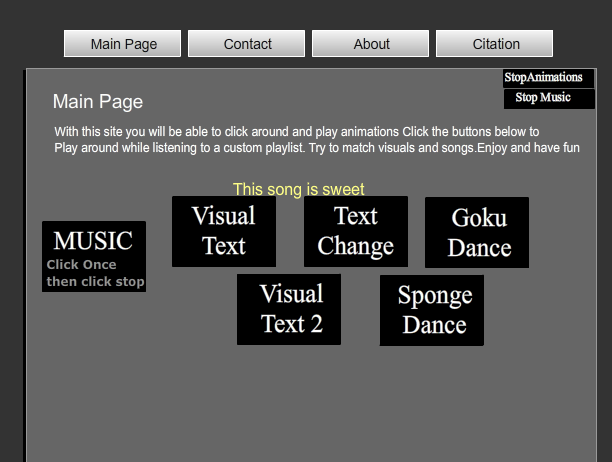 Main Page
Contact
About
Citation
StopAnimations
Stop Music
Main Page
With this site you will be able to click around and play animations Click the buttons below to
Play around while listening to a custom playlist. Try to match visuals and songs.Enjoy and have fun
This song is sweet
MUSIC
Click Once
then click stop
Visual
Text
Text
Change
Goku
Dance
Visual
Text 2
Sponge
Dance